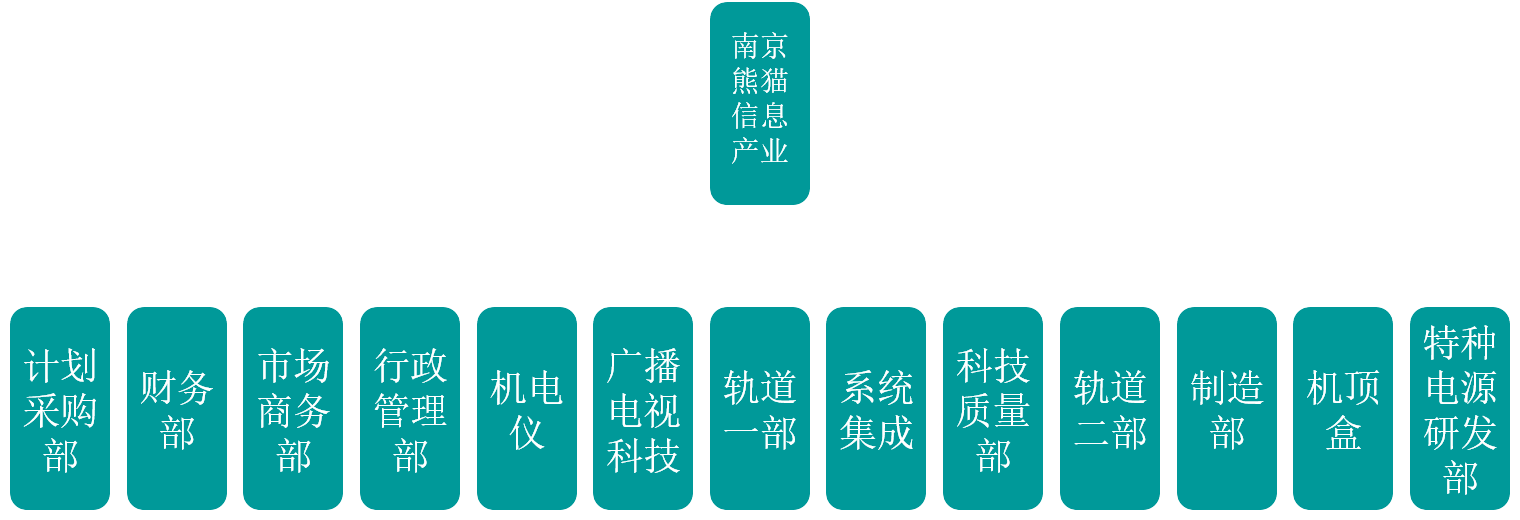 南京
熊猫
信息
产业
计划
采购
部
财务
部
市场
商务
部
行政
管理
部
机电
仪
广播
电视
科技
轨道
一部
系统
集成
科技
质量
部
轨道
二部
制造
部
机顶
盒
特种
电源
研发
部